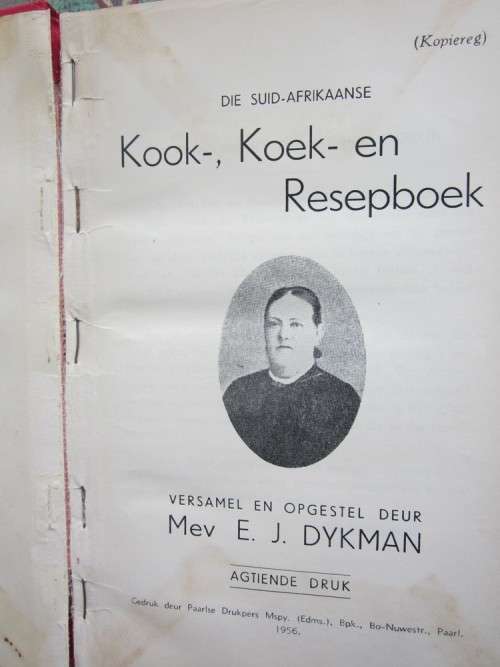 (Kopiereg)
DIE SUID-AFRIKAANSE
Kook-, Koek- en
Resepboek
VERSAMEL EN OPGESTEL DEUR
Mev E. J. DYKMAN
AGTIENDE DRUK
Gedruk deur Paarlse Drukpers Mspy. (Edms.), Bpk., Bo-Nuwestr., Paarl.
1956.